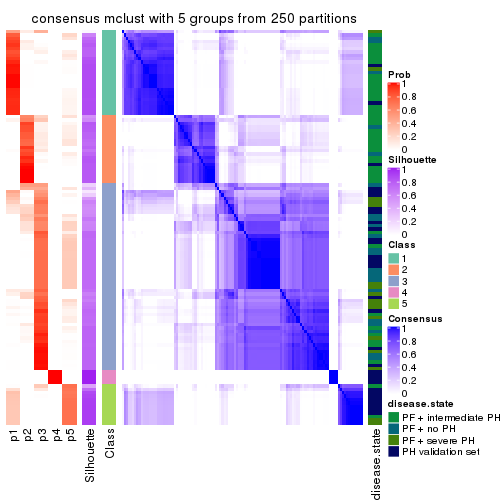 consensus mclust with 5 groups from 250 partitions
p1
p2
p3
p4
p5
Silhouette
Class
disease.state
Prob
1
0.8
0.6
0.4
0.2
0
Silhouette
1
0.8
0.6
0.4
0.2
0
Class
1
2
3
4
5
Consensus
1
0.8
0.6
0.4
0.2
0
disease.state
PF + intermediate PH
PF + no PH
PF + severe PH
PH validation set